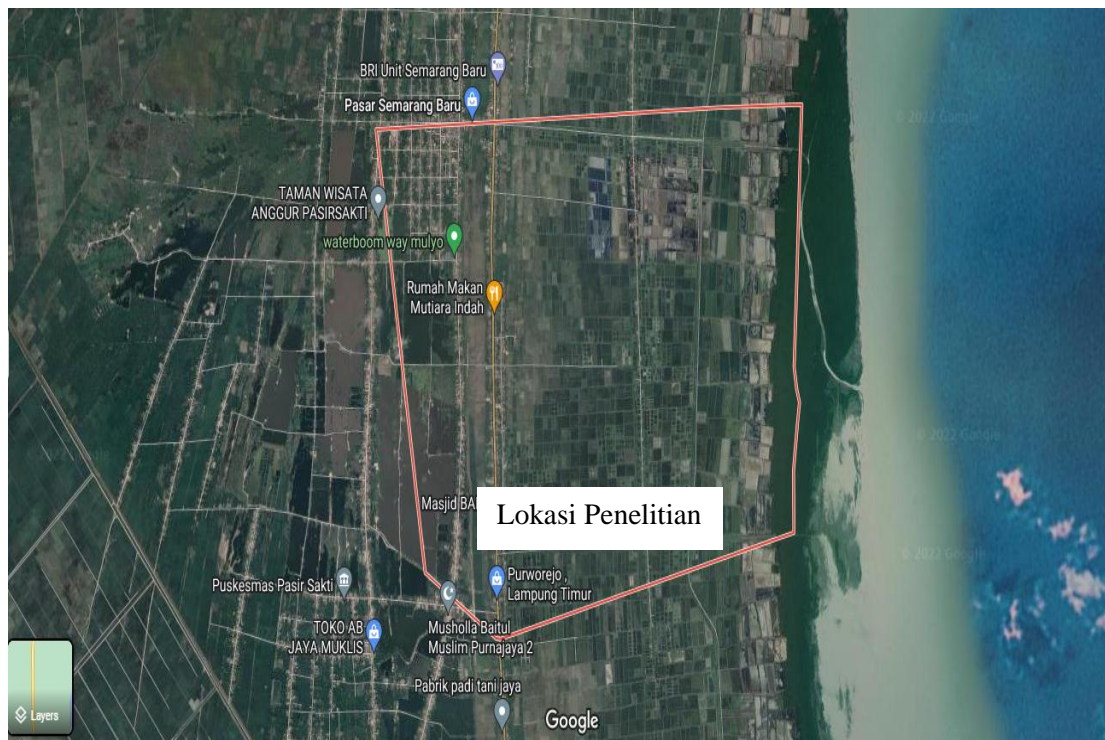 BRI Unit Semarang Baru
Pasar Semarang Baru
© 2022 Google
TAMAN WISATA
ANGGUR PASIRSAKTI
waterboom way mulyo
Rumah Makan
Mutiara Indah
© 2022 Google
Masjid BA
Lokasi Penelitian
© 2022 Google
Puskesmas Pasir Sakti
Purworejo ,
Lampung Timur
TOKO AB
JAYA MUKLIS
Musholla Baitul
Muslim Purnajaya 2
Pabrik padi tani jaya
Layers
Google